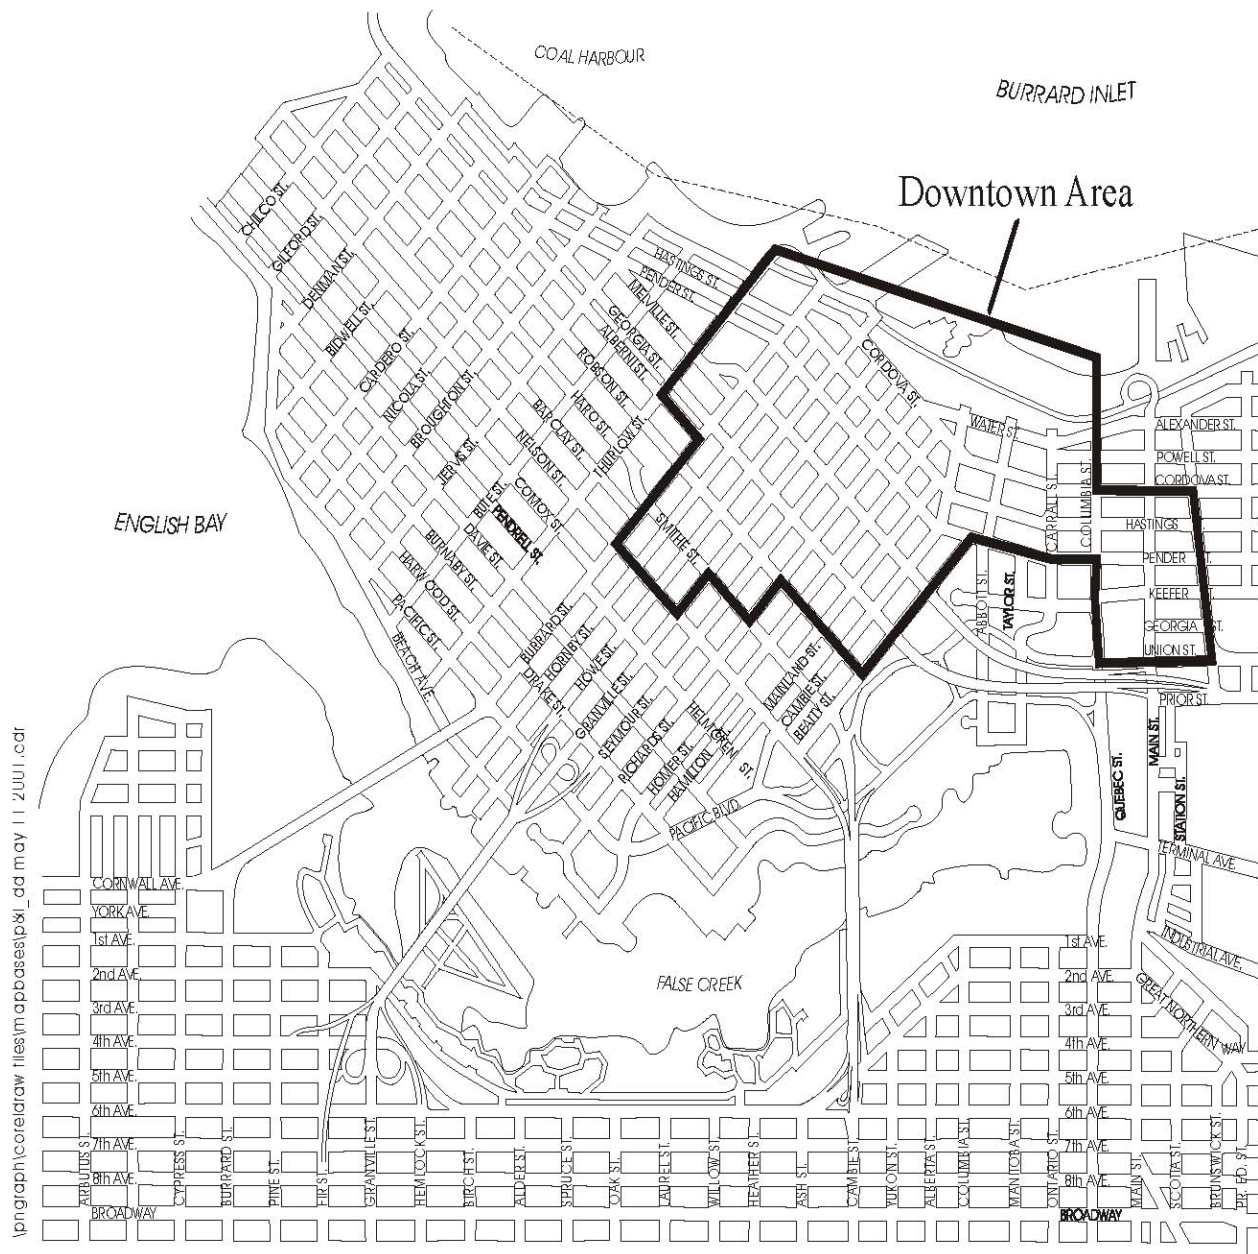 COAL HARBOUR
BURRARD INLET
Downtown Area
CHILCO ST.
GILFORD ST.
DENMAN ST.
BIDWELL ST.
CARDERO ST.
NICOLA ST.
BROUGHTON ST.
JERVIS ST.
BUTE ST.
HASTINGS ST.
PENDER ST.
MELVILLE ST.
GEORGIA ST.
ALBERNI ST.
ROBSON ST.
HARO ST.
BARCLAY ST.
NELSON ST.
COMOX ST.
PENDRELL ST.
DAVIE ST.
BURNABY ST.
HARWOOD ST.
PACIFIC ST.
BEACH AVE.
THURLOW ST.
SMITHE ST.
CORDOVA ST.
WATER ST.
CARRALL ST.
COLUMBIA ST.
ALEXANDER ST.
POWELL ST.
CORDOVA ST.
HASTINGS
PENDER ST.
KEEFER ST.
GEORGIA ST.
UNION ST.
PRIOR ST.
ABBOTT ST.
TAYLOR ST.
ENGLISH BAY
BURRARD ST.
HORNBY ST.
HOWE ST.
DRAKE ST.
GRANVILLE ST.
SEYMOUR ST.
RICHARDS ST.
HOMER ST.
HAMILTON
HELMCKEN ST.
MAINLAND ST.
CAMBIE ST.
BEATTY ST.
PACIFIC BLVD.
QUEBEC ST.
MAIN ST.
STATION ST.
TERMINAL AVE.
INDUSTRIAL AVE.
GREAT NORTHERN WAY
FALSE CREEK
CORNWALL AVE.
YORK AVE.
1st AVE.
2nd AVE.
3rd AVE.
4th AVE.
5th AVE.
6th AVE.
7th AVE.
8th AVE.
BROADWAY
1st AVE.
2nd AVE.
3rd AVE.
4th AVE.
5th AVE.
6th AVE.
7th AVE.
8th AVE.
BROADWAY
ARBUTUS ST.
CYPRESS ST.
BURRARD ST.
PINE ST.
FIR ST.
GRANVILLE ST.
HEMLOCK ST.
BIRCH ST.
ALDER ST.
SPRUCE ST.
OAK ST.
LAUREL ST.
WILLOW ST.
HEATHER ST.
ASH ST.
CAMBIE ST.
YUKON ST.
ALBERTA ST.
COLUMBIA ST.
MANITOBA ST.
ONTARIO ST.
MAIN ST.
SCOTIA ST.
BRUNSWICK ST.
PR. ED. ST.